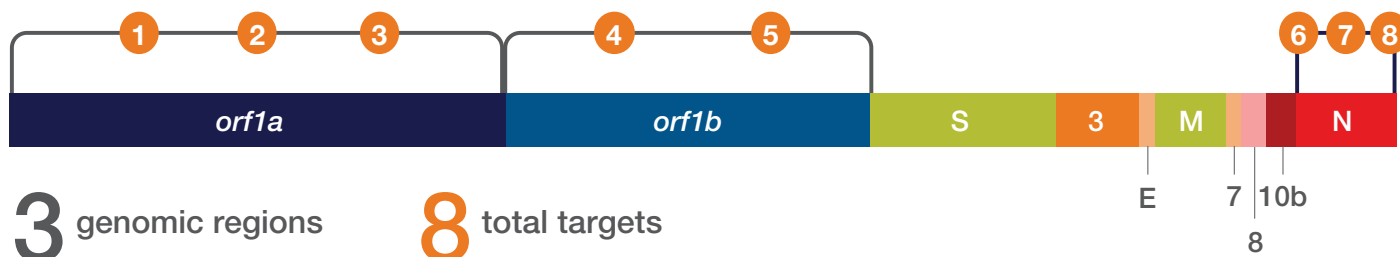 1 2 3 4 5 6 7 8
orf1a orf1b S 3 M N
E 7 10b
8
3 genomic regions 8 total targets